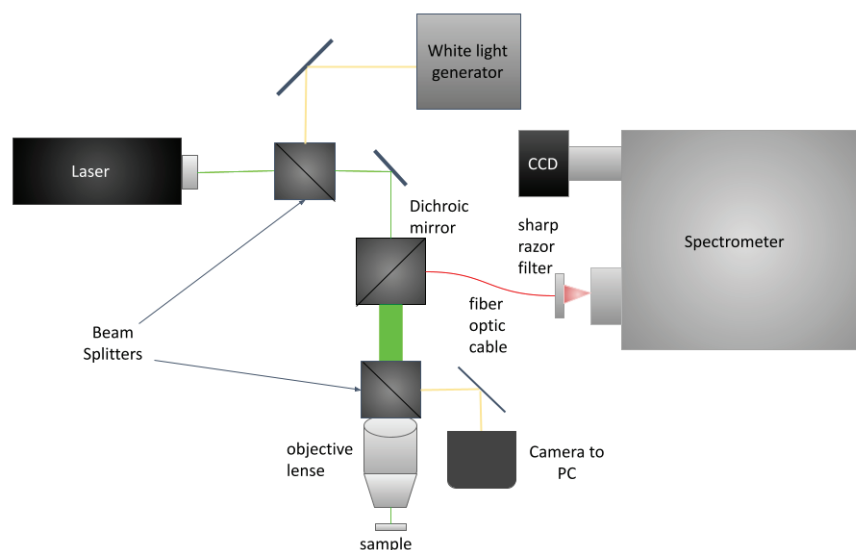 White light
generator
Laser
CCD
Dichroic
mirror
sharp
razor
filter
Spectrometer
fiber
optic
cable
Beam
Splitters
objective
lense
Camera to
PC
sample